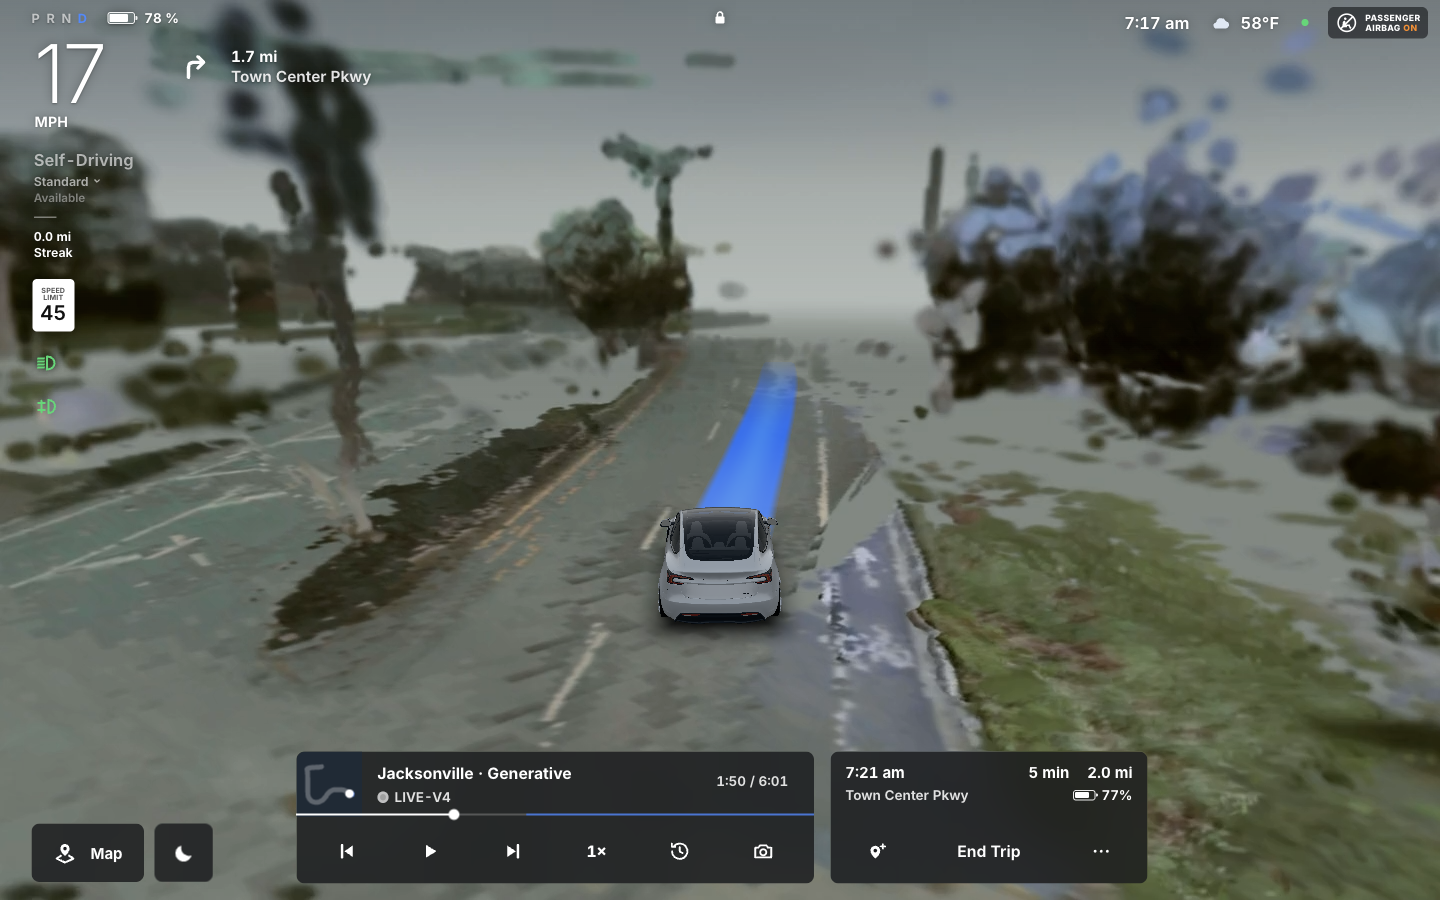 P R N D 78 %
7:17 am 58°F
PASSENGER
AIRBAG ON
17
MPH
1.7 mi
Town Center Pkwy
Self-Driving
Standard
Available
0.0 mi
Streak
SPEED
LIMIT
45
Jacksonville · Generative
LIVE-V4
1:50 / 6:01
1×
7:21 am 5 min 2.0 mi
Town Center Pkwy 77%
End Trip
Map